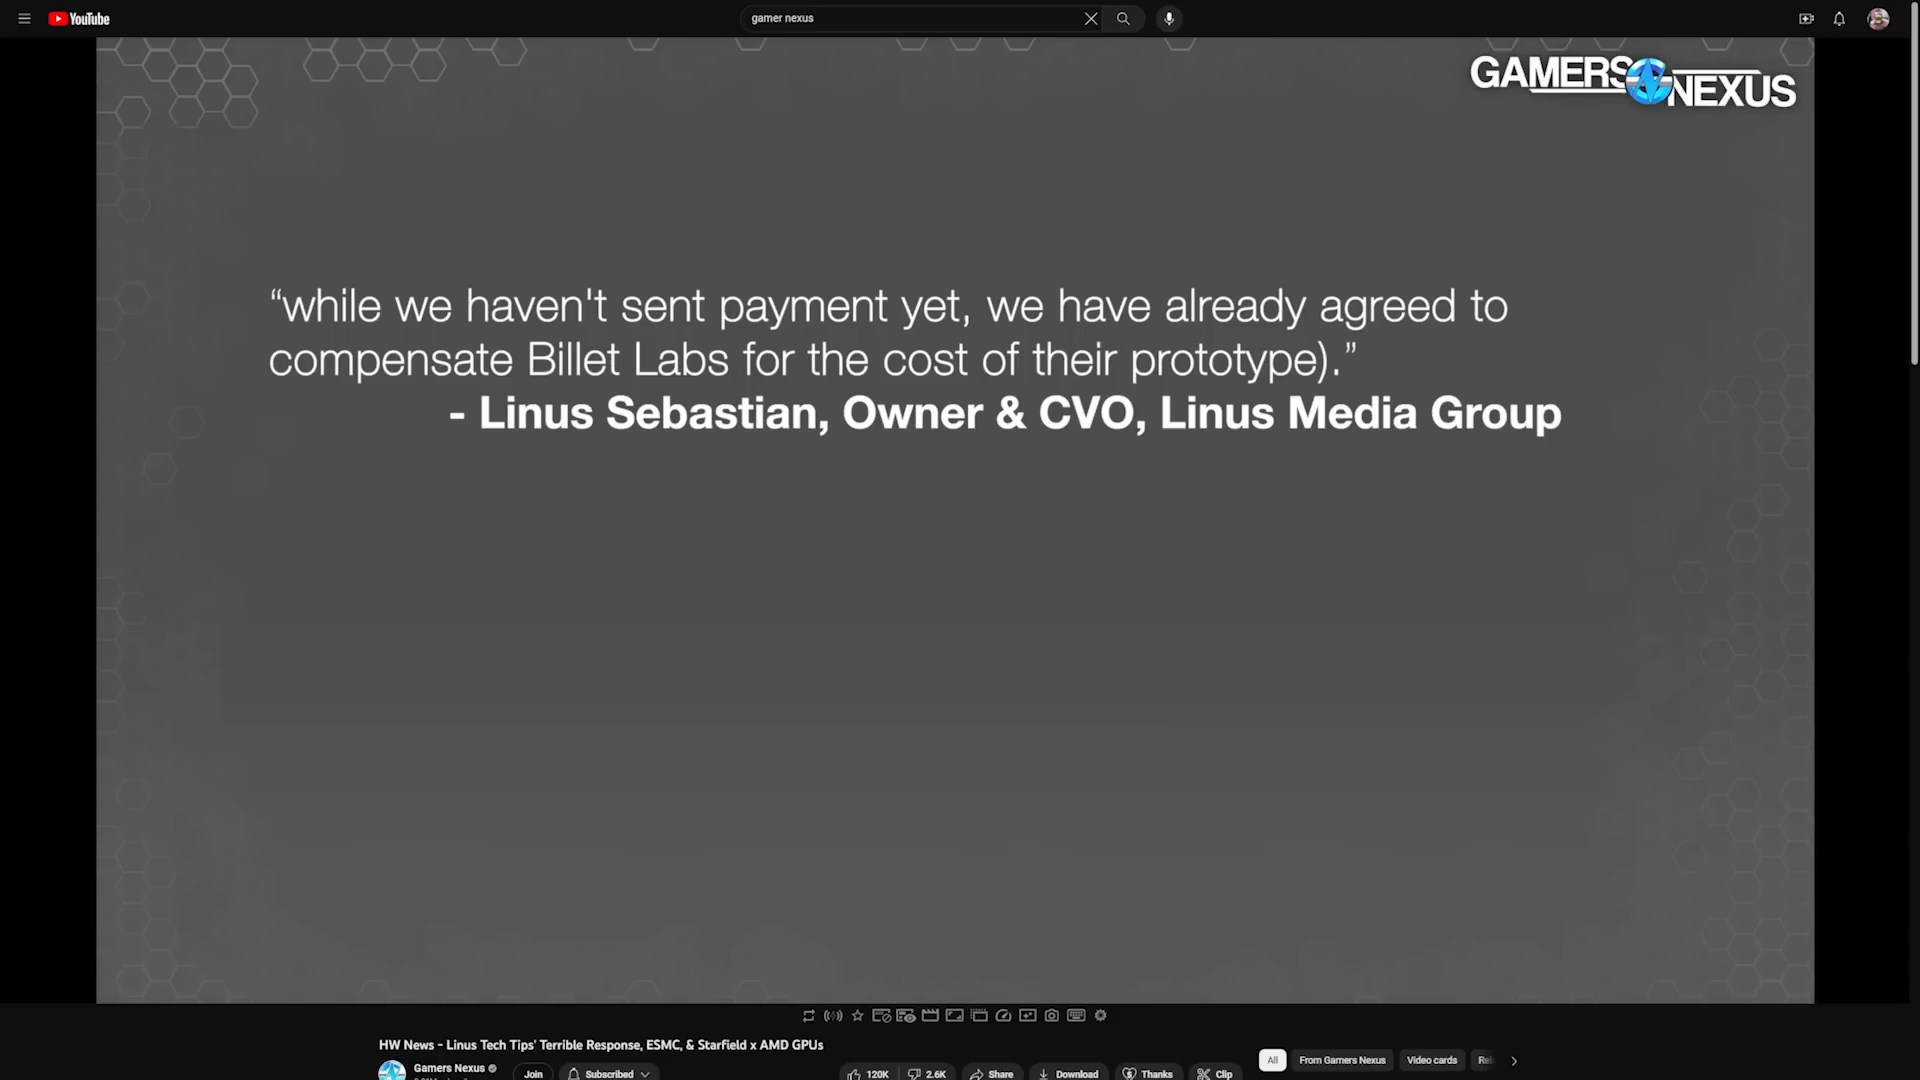 YouTube
gamer nexus
GAMERS NEXUS
“while we haven't sent payment yet, we have already agreed to
compensate Billet Labs for the cost of their prototype).”
- Linus Sebastian, Owner & CVO, Linus Media Group
HW News - Linus Tech Tips' Terrible Response, ESMC, & Starfield x AMD GPUs
Gamers Nexus
Join
Subscribed
120K
2.6K
Share
Download
Thanks
Clip
All
From Gamers Nexus
Video cards